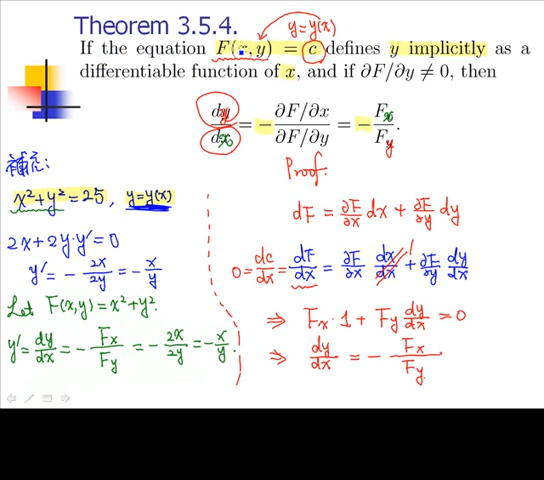 Theorem 3.5.4.
y = y(x)
If the equation F(x, y) = c defines y implicitly as a
differentiable function of x, and if ∂F/∂y ≠ 0, then
dy/dx = − (∂F/∂x)/(∂F/∂y) = − Fx/Fy.
補充:
x² + y² = 25, y = y(x)
2x + 2y · y' = 0
y' = − 2x/2y = − x/y
Let F(x, y) = x² + y².
y' = dy/dx = − Fx/Fy = − 2x/2y = − x/y.
Proof.
dF = ∂F/∂x dx + ∂F/∂y dy
0 = dc/dx = dF/dx = ∂F/∂x dx/dx 1 + ∂F/∂y dy/dx
⇒ Fx · 1 + Fy dy/dx = 0
⇒ dy/dx = − Fx/Fy.